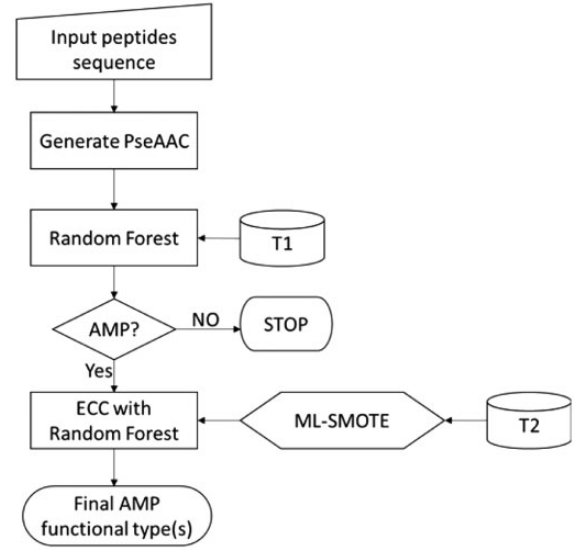 Input peptides
sequence
Generate PseAAC
Random Forest
T1
AMP?
NO
STOP
Yes
ECC with
Random Forest
ML-SMOTE
T2
Final AMP
functional type(s)